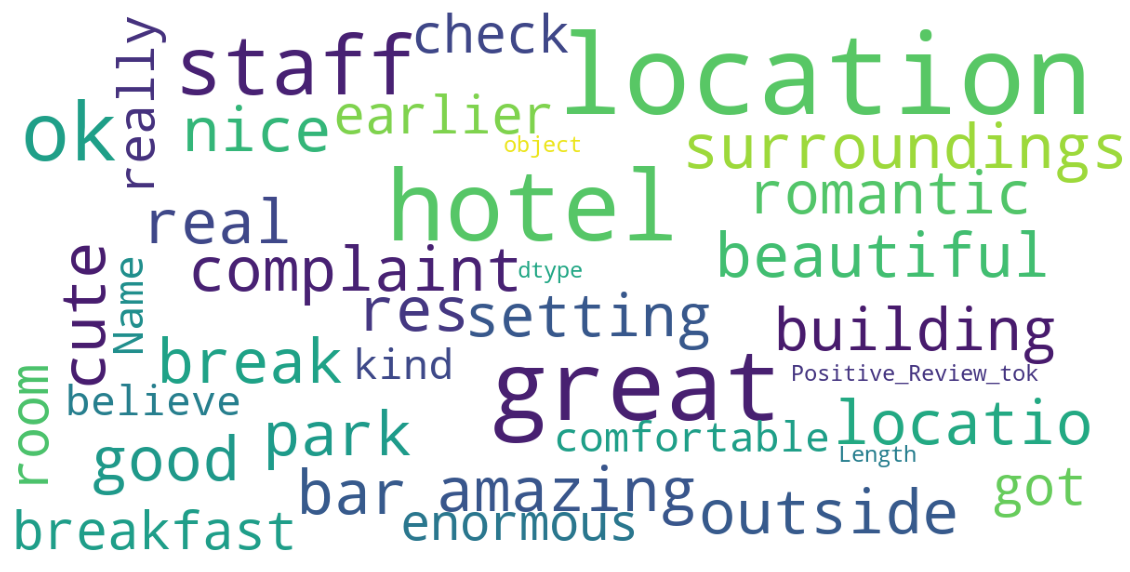 check
location
staff
really
ok
nice
earlier
object
surroundings
hotel
romantic
real
beautiful
complaint
dtype
cute
Name
res
setting
building
break
kind
great
Positive_Review_tok
room
believe
park
comfortable
locatio
good
Length
bar
amazing
outside
got
breakfast
enormous